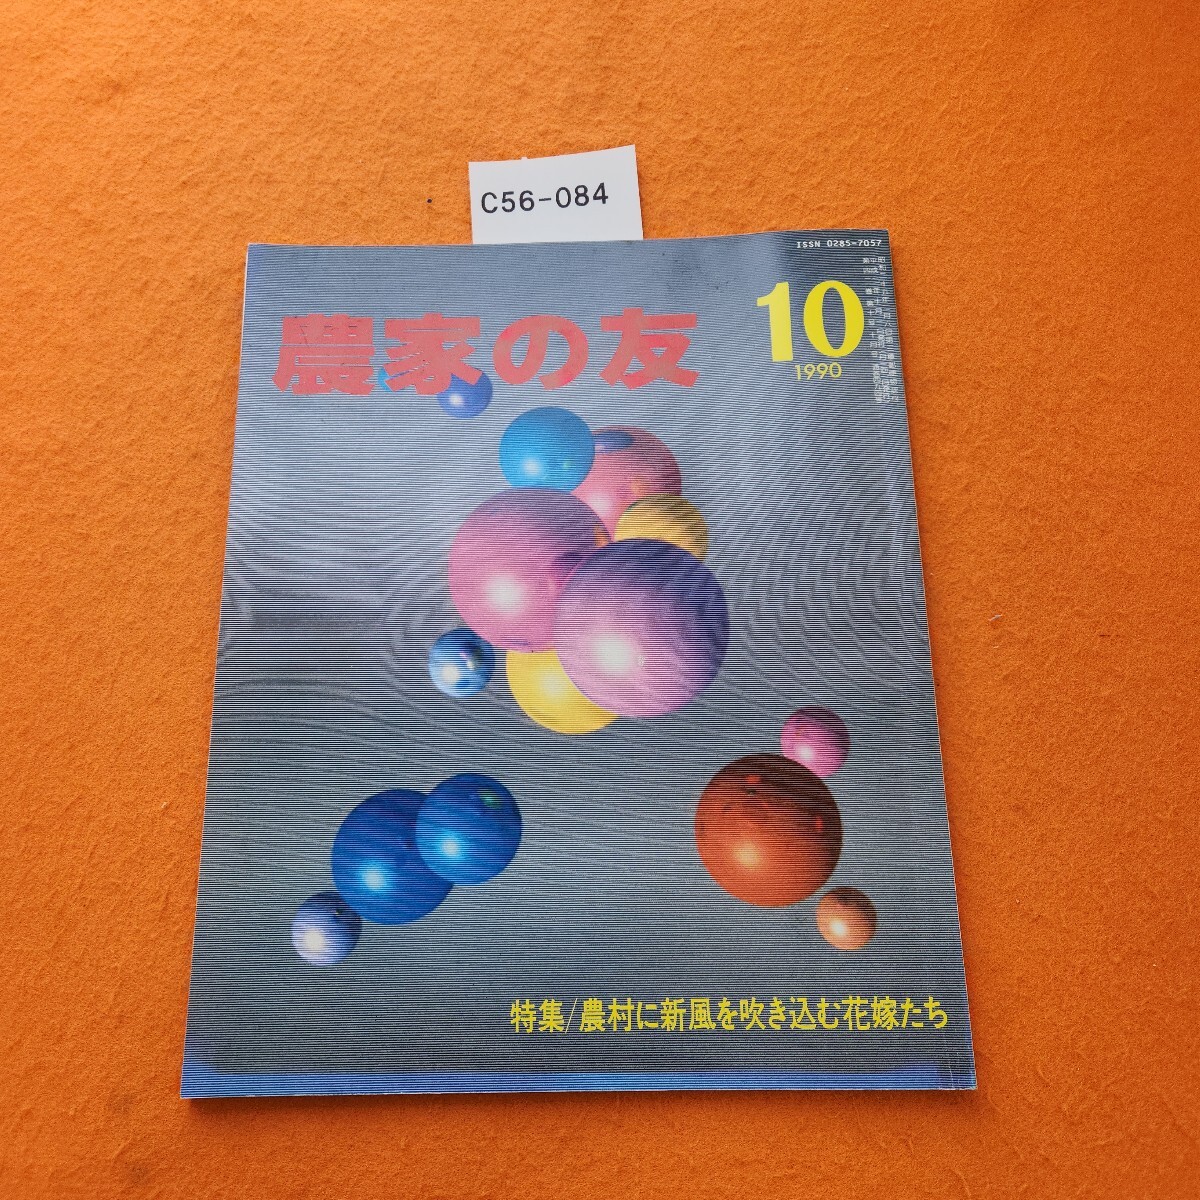 C56-084
ISSN 0285-7057
農家の友
10
1990
特集/農村に新風を吹き込む花嫁たち